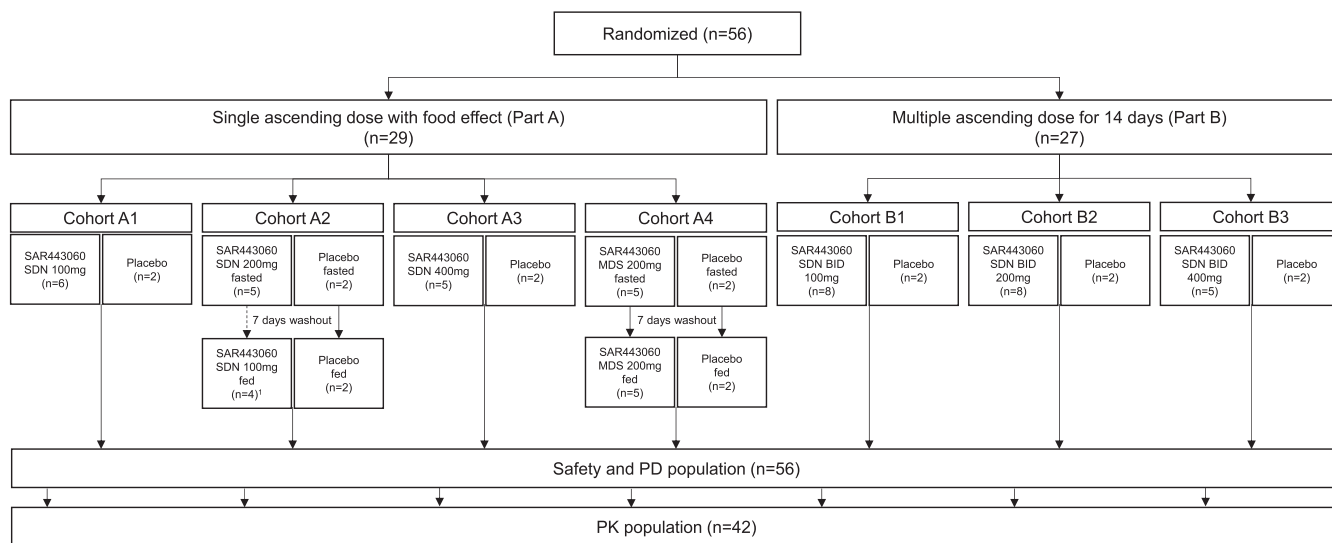 Randomized (n=56)
Single ascending dose with food effect (Part A)
(n=29)
Multiple ascending dose for 14 days (Part B)
(n=27)
Cohort A1
Cohort A2
Cohort A3
Cohort A4
Cohort B1
Cohort B2
Cohort B3
SAR443060
SDN 100mg
(n=6)
Placebo
(n=2)
SAR443060
SDN 200mg
fasted
(n=5)
Placebo
fasted
(n=2)
SAR443060
SDN 400mg
(n=5)
Placebo
(n=2)
SAR443060
MDS 200mg
fasted
(n=5)
Placebo
fasted
(n=2)
SAR443060
SDN BID
100mg
(n=8)
Placebo
(n=2)
SAR443060
SDN BID
200mg
(n=8)
Placebo
(n=2)
SAR443060
SDN BID
400mg
(n=5)
Placebo
(n=2)
7 days washout
7 days washout
SAR443060
SDN 100mg
fed
(n=4)¹
Placebo
fed
(n=2)
SAR443060
MDS 200mg
fed
(n=5)
Placebo
fed
(n=2)
Safety and PD population (n=56)
PK population (n=42)